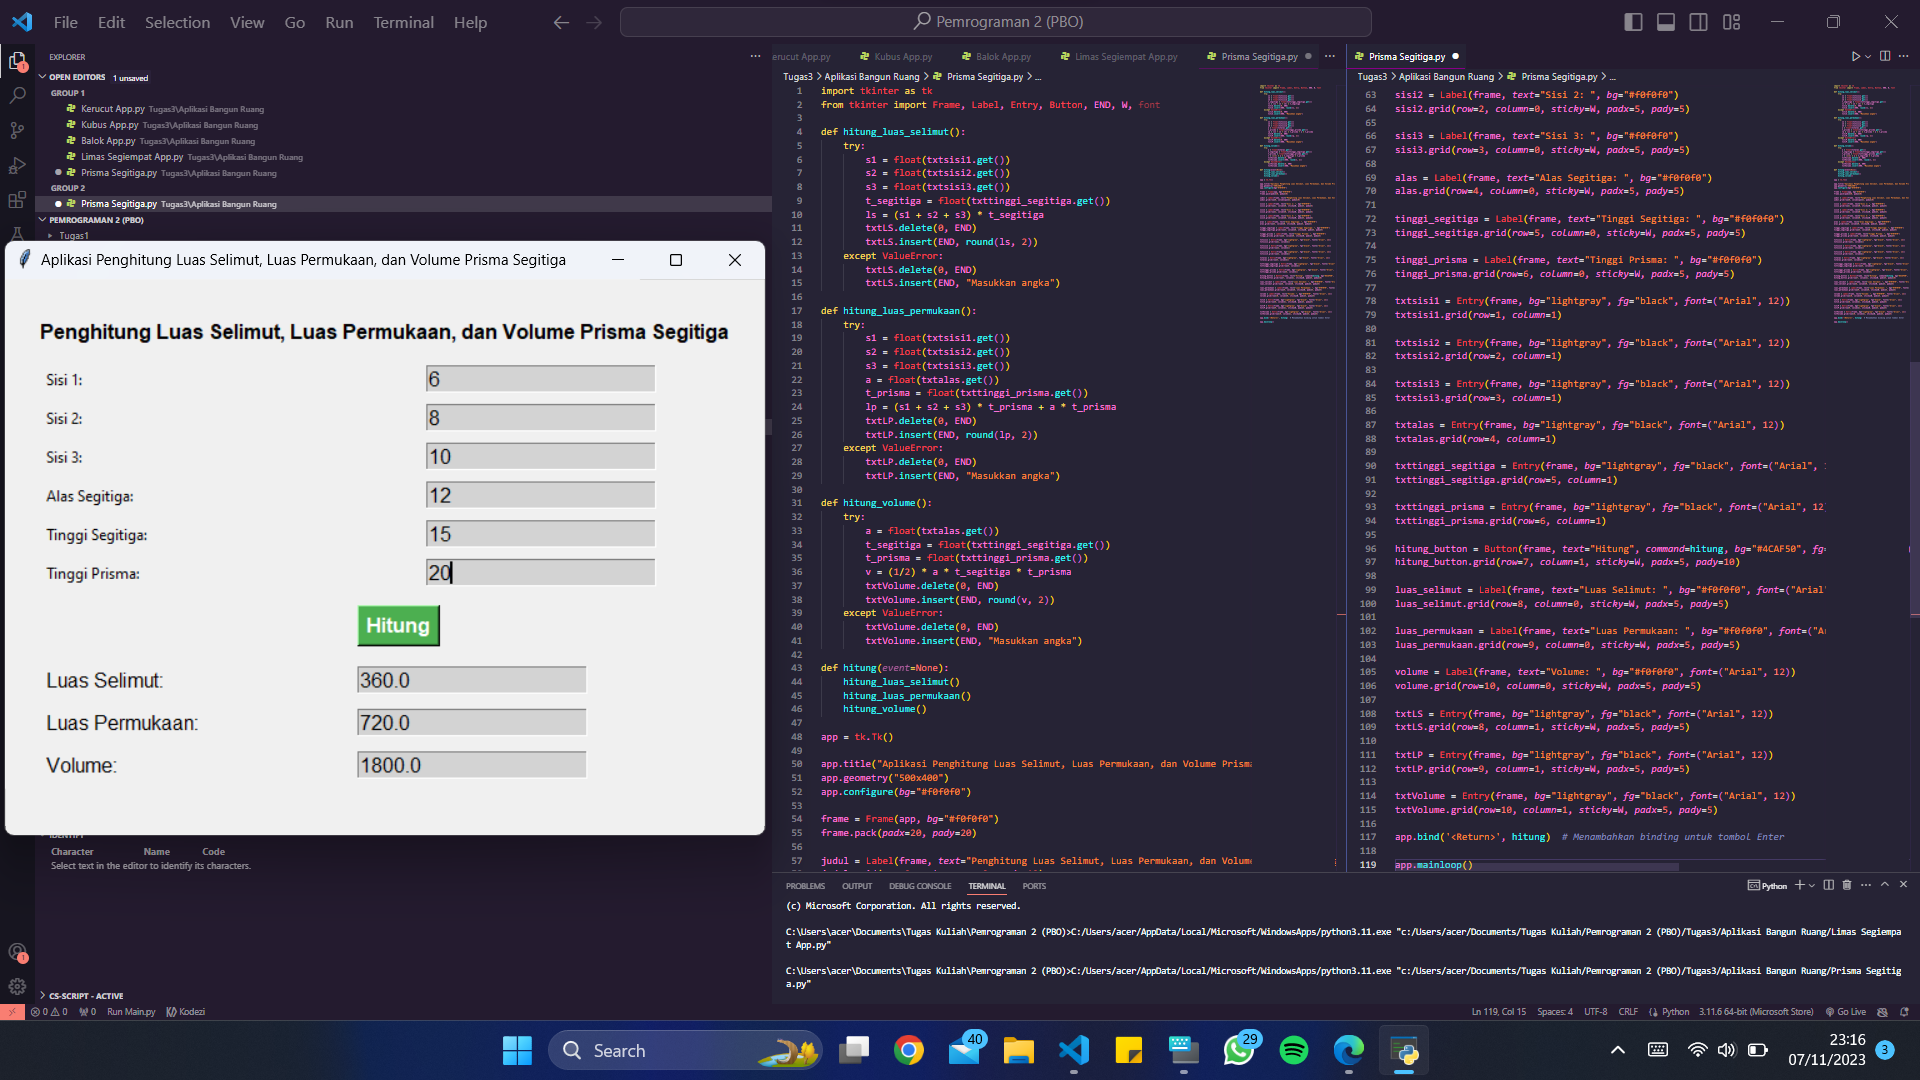 File Edit Selection View Go Run Terminal Help
Pemrograman 2 (PBO)
EXPLORER
OPEN EDITORS 1 unsaved
GROUP 1
Kerucut App.py Tugas3\Aplikasi Bangun Ruang
Kubus App.py Tugas3\Aplikasi Bangun Ruang
Balok App.py Tugas3\Aplikasi Bangun Ruang
Limas Segiempat App.py Tugas3\Aplikasi Bangun Ruang
Prisma Segitiga.py Tugas3\Aplikasi Bangun Ruang
GROUP 2
Prisma Segitiga.py Tugas3\Aplikasi Bangun Ruang
PEMROGRAMAN 2 (PBO)
Tugas1
Aplikasi Penghitung Luas Selimut, Luas Permukaan, dan Volume Prisma Segitiga
Penghitung Luas Selimut, Luas Permukaan, dan Volume Prisma Segitiga
Sisi 1: 6
Sisi 2: 8
Sisi 3: 10
Alas Segitiga: 12
Tinggi Segitiga: 15
Tinggi Prisma: 20
Hitung
Luas Selimut: 360.0
Luas Permukaan: 720.0
Volume: 1800.0
Character Name Code
Select text in the editor to identify its characters.
CS-SCRIPT - ACTIVE
erucut App.py Kubus App.py Balok App.py Limas Segiempat App.py Prisma Segitiga.py
Tugas3 > Aplikasi Bangun Ruang > Prisma Segitiga.py > ...
1 import tkinter as tk
2 from tkinter import Frame, Label, Entry, Button, END, W, font
3
4 def hitung_luas_selimut():
5 try:
6 s1 = float(txtsisi1.get())
7 s2 = float(txtsisi2.get())
8 s3 = float(txtsisi3.get())
9 t_segitiga = float(txttinggi_segitiga.get())
10 ls = (s1 + s2 + s3) * t_segitiga
11 txtLS.delete(0, END)
12 txtLS.insert(END, round(ls, 2))
13 except ValueError:
14 txtLS.delete(0, END)
15 txtLS.insert(END, "Masukkan angka")
16
17 def hitung_luas_permukaan():
18 try:
19 s1 = float(txtsisi1.get())
20 s2 = float(txtsisi2.get())
21 s3 = float(txtsisi3.get())
22 a = float(txtalas.get())
23 t_prisma = float(txttinggi_prisma.get())
24 lp = (s1 + s2 + s3) * t_prisma + a * t_prisma
25 txtLP.delete(0, END)
26 txtLP.insert(END, round(lp, 2))
27 except ValueError:
28 txtLP.delete(0, END)
29 txtLP.insert(END, "Masukkan angka")
30
31 def hitung_volume():
32 try:
33 a = float(txtalas.get())
34 t_segitiga = float(txttinggi_segitiga.get())
35 t_prisma = float(txttinggi_prisma.get())
36 v = (1/2) * a * t_segitiga * t_prisma
37 txtVolume.delete(0, END)
38 txtVolume.insert(END, round(v, 2))
39 except ValueError:
40 txtVolume.delete(0, END)
41 txtVolume.insert(END, "Masukkan angka")
42
43 def hitung(event=None):
44 hitung_luas_selimut()
45 hitung_luas_permukaan()
46 hitung_volume()
47
48 app = tk.Tk()
49
50 app.title("Aplikasi Penghitung Luas Selimut, Luas Permukaan, dan Volume Prism
51 app.geometry("500x400")
52 app.configure(bg="#f0f0f0")
53
54 frame = Frame(app, bg="#f0f0f0")
55 frame.pack(padx=20, pady=20)
56
57 judul = Label(frame, text="Penghitung Luas Selimut, Luas Permukaan, dan Volum
Prisma Segitiga.py
Tugas3 > Aplikasi Bangun Ruang > Prisma Segitiga.py > ...
63 sisi2 = Label(frame, text="Sisi 2: ", bg="#f0f0f0")
64 sisi2.grid(row=2, column=0, sticky=W, padx=5, pady=5)
65
66 sisi3 = Label(frame, text="Sisi 3: ", bg="#f0f0f0")
67 sisi3.grid(row=3, column=0, sticky=W, padx=5, pady=5)
68
69 alas = Label(frame, text="Alas Segitiga: ", bg="#f0f0f0")
70 alas.grid(row=4, column=0, sticky=W, padx=5, pady=5)
71
72 tinggi_segitiga = Label(frame, text="Tinggi Segitiga: ", bg="#f0f0f0")
73 tinggi_segitiga.grid(row=5, column=0, sticky=W, padx=5, pady=5)
74
75 tinggi_prisma = Label(frame, text="Tinggi Prisma: ", bg="#f0f0f0")
76 tinggi_prisma.grid(row=6, column=0, sticky=W, padx=5, pady=5)
77
78 txtsisi1 = Entry(frame, bg="lightgray", fg="black", font=("Arial", 12))
79 txtsisi1.grid(row=1, column=1)
80
81 txtsisi2 = Entry(frame, bg="lightgray", fg="black", font=("Arial", 12))
82 txtsisi2.grid(row=2, column=1)
83
84 txtsisi3 = Entry(frame, bg="lightgray", fg="black", font=("Arial", 12))
85 txtsisi3.grid(row=3, column=1)
86
87 txtalas = Entry(frame, bg="lightgray", fg="black", font=("Arial", 12))
88 txtalas.grid(row=4, column=1)
89
90 txttinggi_segitiga = Entry(frame, bg="lightgray", fg="black", font=("Arial",
91 txttinggi_segitiga.grid(row=5, column=1)
92
93 txttinggi_prisma = Entry(frame, bg="lightgray", fg="black", font=("Arial", 12
94 txttinggi_prisma.grid(row=6, column=1)
95
96 hitung_button = Button(frame, text="Hitung", command=hitung, bg="#4CAF50", fg=
97 hitung_button.grid(row=7, column=1, sticky=W, padx=5, pady=10)
98
99 luas_selimut = Label(frame, text="Luas Selimut: ", bg="#f0f0f0", font=("Arial"
100 luas_selimut.grid(row=8, column=0, sticky=W, padx=5, pady=5)
101
102 luas_permukaan = Label(frame, text="Luas Permukaan: ", bg="#f0f0f0", font=("A
103 luas_permukaan.grid(row=9, column=0, sticky=W, padx=5, pady=5)
104
105 volume = Label(frame, text="Volume: ", bg="#f0f0f0", font=("Arial", 12))
106 volume.grid(row=10, column=0, sticky=W, padx=5, pady=5)
107
108 txtLS = Entry(frame, bg="lightgray", fg="black", font=("Arial", 12))
109 txtLS.grid(row=8, column=1, sticky=W, padx=5, pady=5)
110
111 txtLP = Entry(frame, bg="lightgray", fg="black", font=("Arial", 12))
112 txtLP.grid(row=9, column=1, sticky=W, padx=5, pady=5)
113
114 txtVolume = Entry(frame, bg="lightgray", fg="black", font=("Arial", 12))
115 txtVolume.grid(row=10, column=1, sticky=W, padx=5, pady=5)
116
117 app.bind('<Return>', hitung) # Menambahkan binding untuk tombol Enter
118
119 app.mainloop()
PROBLEMS OUTPUT DEBUG CONSOLE TERMINAL PORTS
Python
(c) Microsoft Corporation. All rights reserved.
C:\Users\acer\Documents\Tugas Kuliah\Pemrograman 2 (PBO)>C:/Users/acer/AppData/Local/Microsoft/WindowsApps/python3.11.exe "c:/Users/acer/Documents/Tugas Kuliah/Pemrograman 2 (PBO)/Tugas3/Aplikasi Bangun Ruang/Limas Segiempa
t App.py"
C:\Users\acer\Documents\Tugas Kuliah\Pemrograman 2 (PBO)>C:/Users/acer/AppData/Local/Microsoft/WindowsApps/python3.11.exe "c:/Users/acer/Documents/Tugas Kuliah/Pemrograman 2 (PBO)/Tugas3/Aplikasi Bangun Ruang/Prisma Segitig
a.py"
0 0 0 Run Main.py Kodezi
Ln 119, Col 15 Spaces: 4 UTF-8 CRLF Python 3.11.6 64-bit (Microsoft Store) Go Live
Search
40
29
23:16
07/11/2023
3